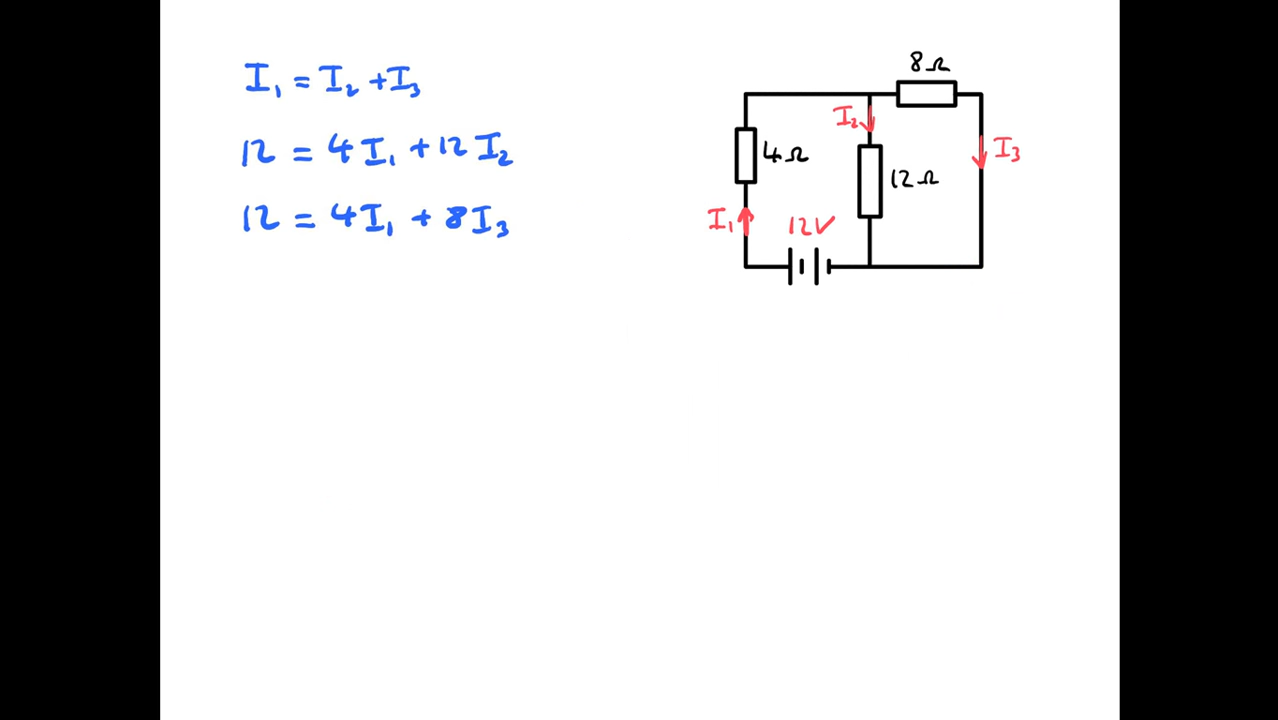 I₁ = I₂ + I₃
12 = 4I₁ + 12I₂
12 = 4I₁ + 8I₃
8Ω
I₂
4Ω
I₃
12Ω
I₁
12V